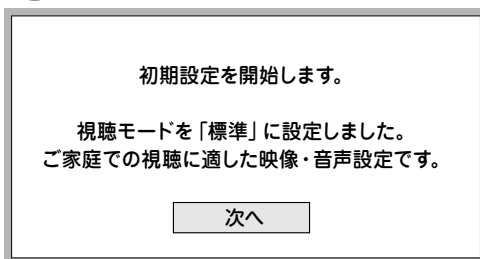 初期設定を開始します。
視聴モードを「標準」に設定しました。
ご家庭での視聴に適した映像・音声設定です。
次へ